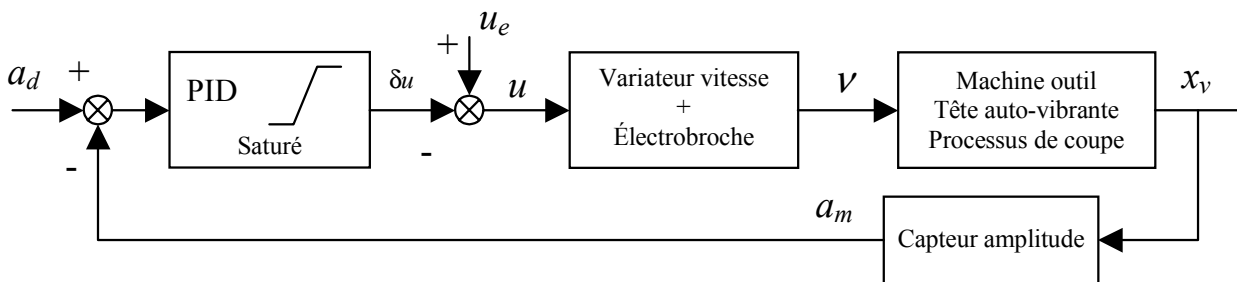 a_d
+
-
PID
Saturé
δu
+
u_e
-
u
Variateur vitesse
+
Électrobroche
ν
Machine outil
Tête auto-vibrante
Processus de coupe
x_v
a_m
Capteur amplitude